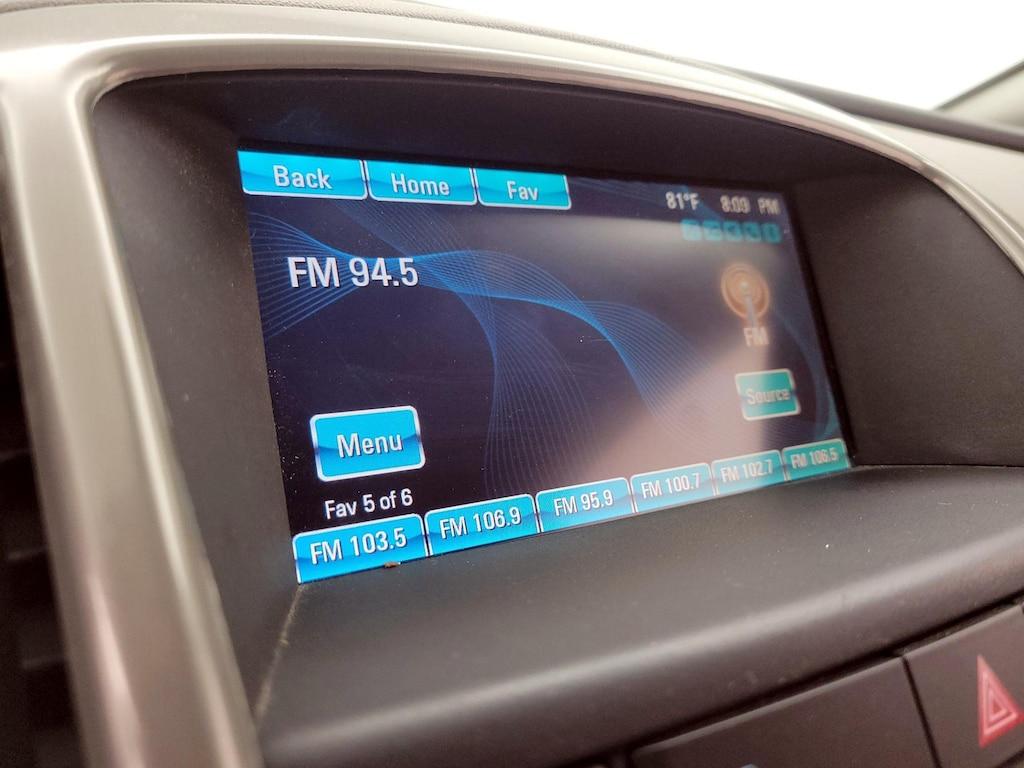 Back Home Fav
81°F 8:09 PM
FM 94.5
FM
Source
Menu
Fav 5 of 6
FM 103.5 FM 106.9 FM 95.9 FM 100.7 FM 102.7 FM 106.5